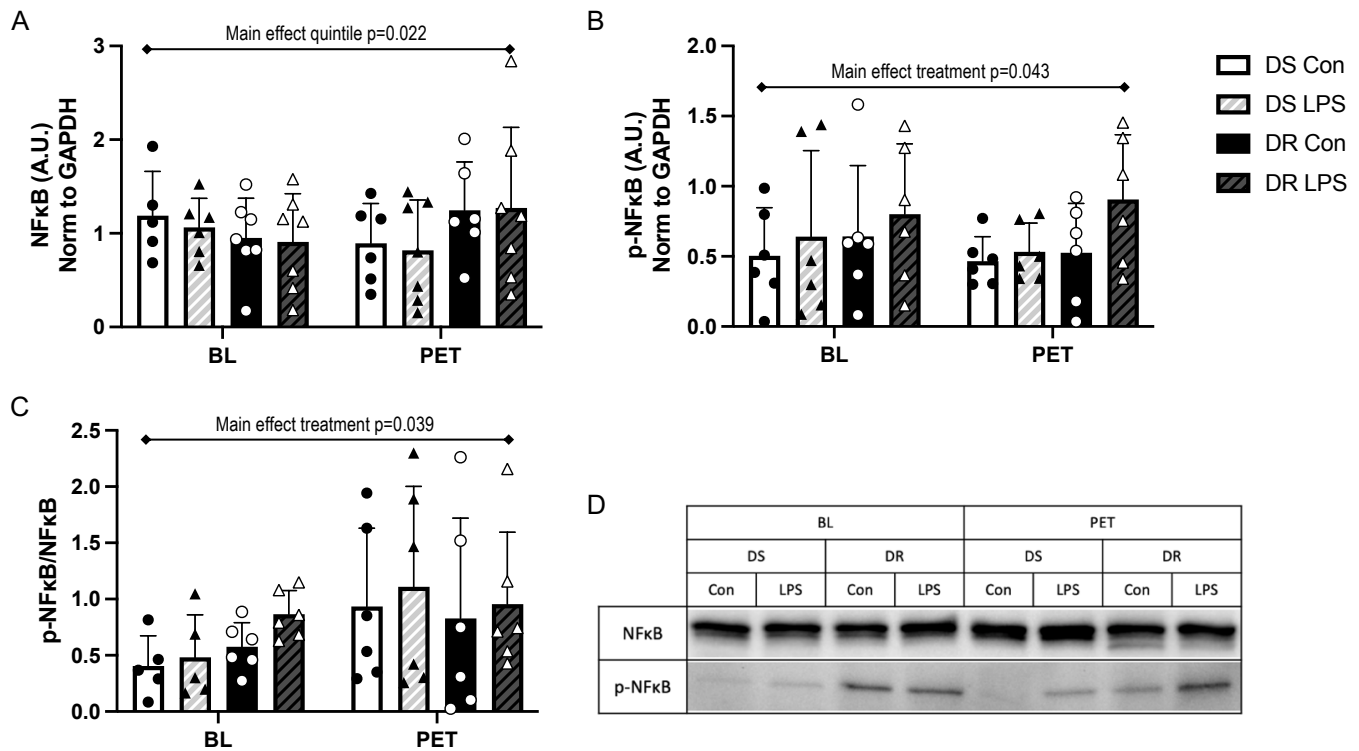 A
Main effect quintile p=0.022
NFκB (A.U.)
Norm to GAPDH
3
2
1
0
BL
PET
B
Main effect treatment p=0.043
p-NFκB (A.U.)
Norm to GAPDH
2.0
1.5
1.0
0.5
0.0
BL
PET
DS Con
DS LPS
DR Con
DR LPS
C
Main effect treatment p=0.039
p-NFκB/NFκB
2.5
2.0
1.5
1.0
0.5
0.0
BL
PET
D
BL PET
DS DR DS DR
Con LPS Con LPS Con LPS Con LPS
NFκB
p-NFκB